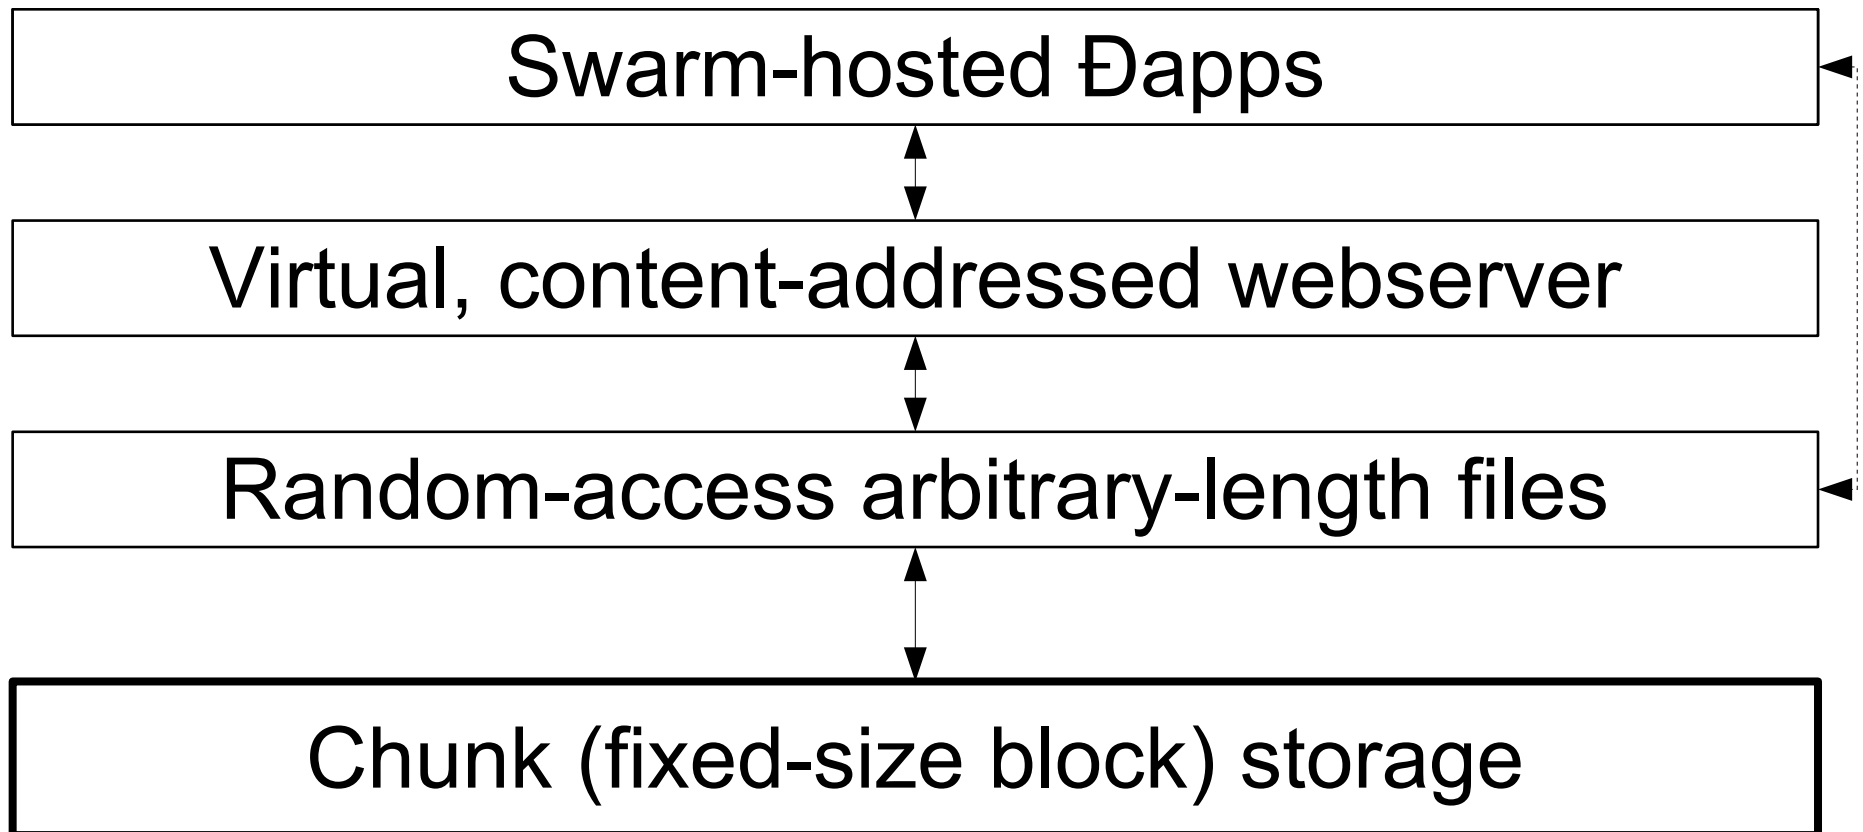 Swarm-hosted Ðapps
Virtual, content-addressed webserver
Random-access arbitrary-length files
Chunk (fixed-size block) storage